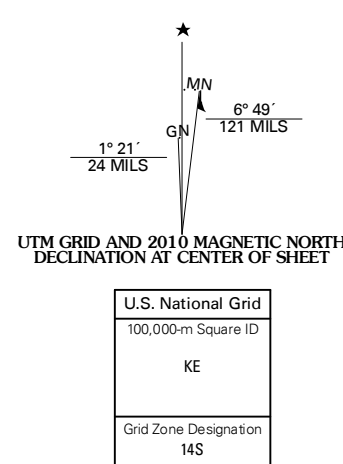 MN
GN
6° 49´
121 MILS
1° 21´
24 MILS
UTM GRID AND 2010 MAGNETIC NORTH
DECLINATION AT CENTER OF SHEET
U.S. National Grid
100,000-m Square ID
KE
Grid Zone Designation
14S